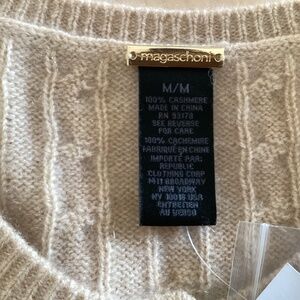 magaschoni
M/M
100% CASHMERE
MADE IN CHINA
RN 93178
SEE REVERSE
FOR CARE
100% CACHEMIRE
FABRIQUÉ EN CHINE
IMPORTÉ PAR:
REPUBLIC
CLOTHING CORP
1411 BROADWAY
NEW YORK
NY 10018 USA
ENTRETIEN
AU VERSO